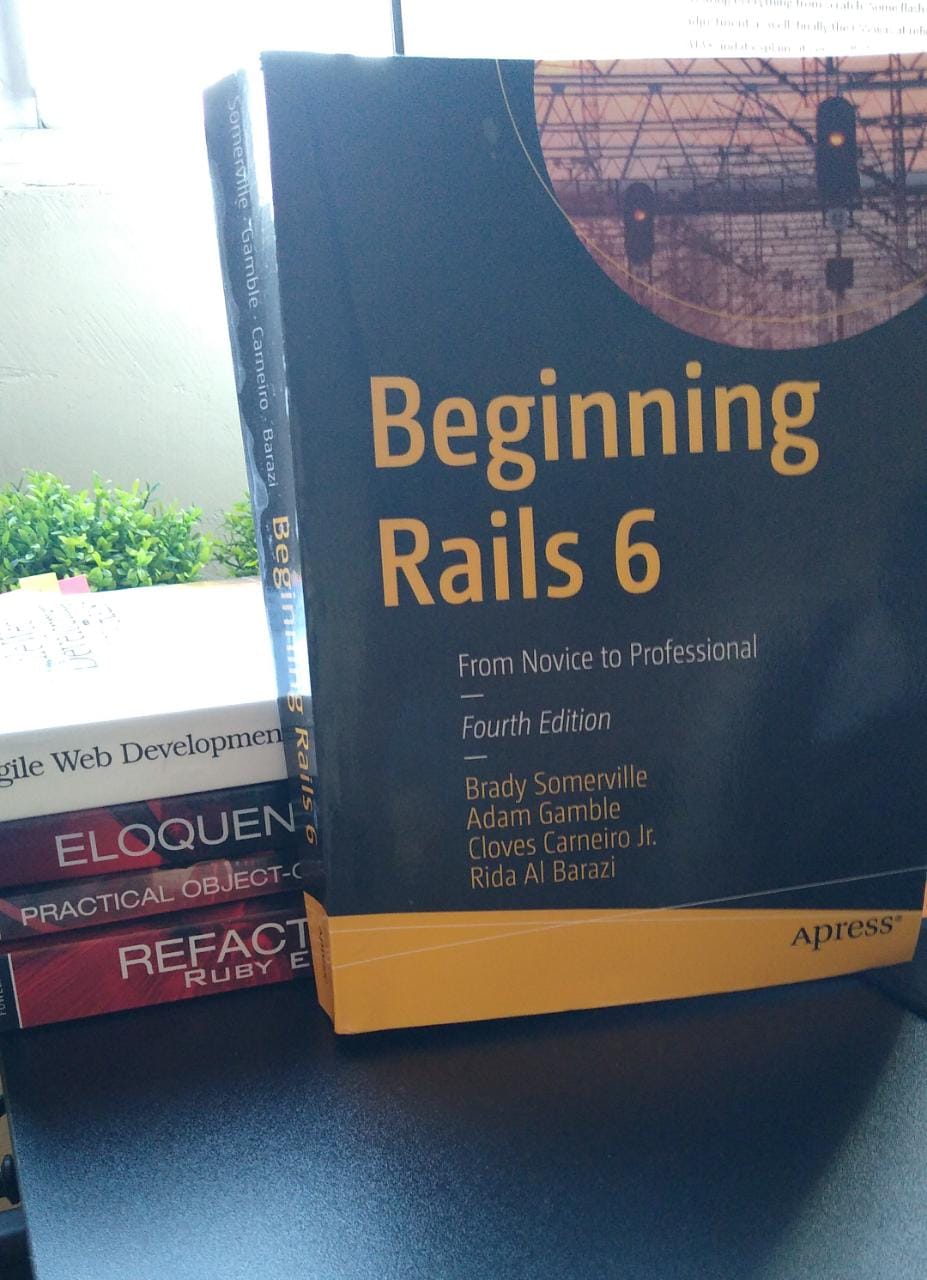 Beginning
Rails 6
From Novice to Professional
Fourth Edition
Brady Somerville
Adam Gamble
Cloves Carneiro Jr.
Rida Al Barazi
Apress®
Somerville · Gamble · Carneiro · Barazi
Beginning Rails 6
gile Web Developmen
ELOQUEN
PRACTICAL OBJECT-O
REFACT
RUBY E